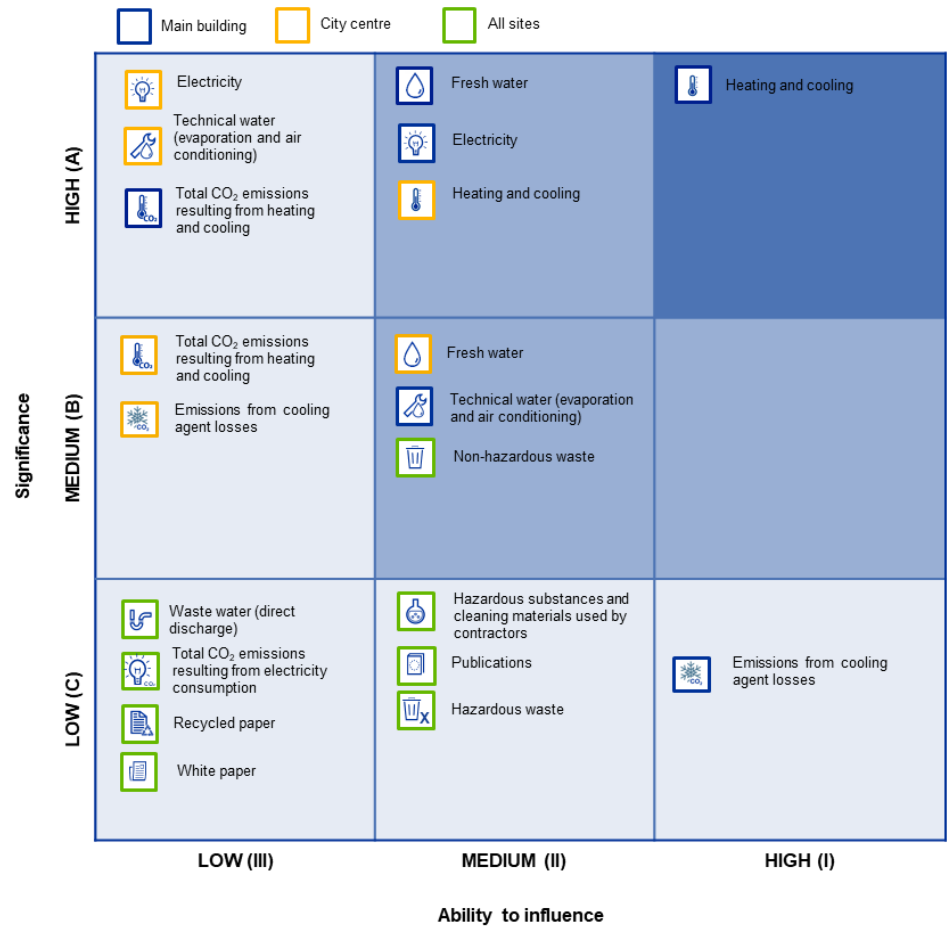 Main building
City centre
All sites
HIGH (A)
Electricity
Technical water
(evaporation and air
conditioning)
Total CO₂ emissions
resulting from heating
and cooling
Fresh water
Electricity
Heating and cooling
Heating and cooling
Significance
MEDIUM (B)
Total CO₂ emissions
resulting from heating
and cooling
Emissions from cooling
agent losses
Fresh water
Technical water (evaporation
and air conditioning)
Non-hazardous waste
LOW (C)
Waste water (direct
discharge)
Total CO₂ emissions
resulting from electricity
consumption
Recycled paper
White paper
Hazardous substances and
cleaning materials used by
contractors
Publications
Hazardous waste
Emissions from cooling
agent losses
LOW (III)
MEDIUM (II)
HIGH (I)
Ability to influence